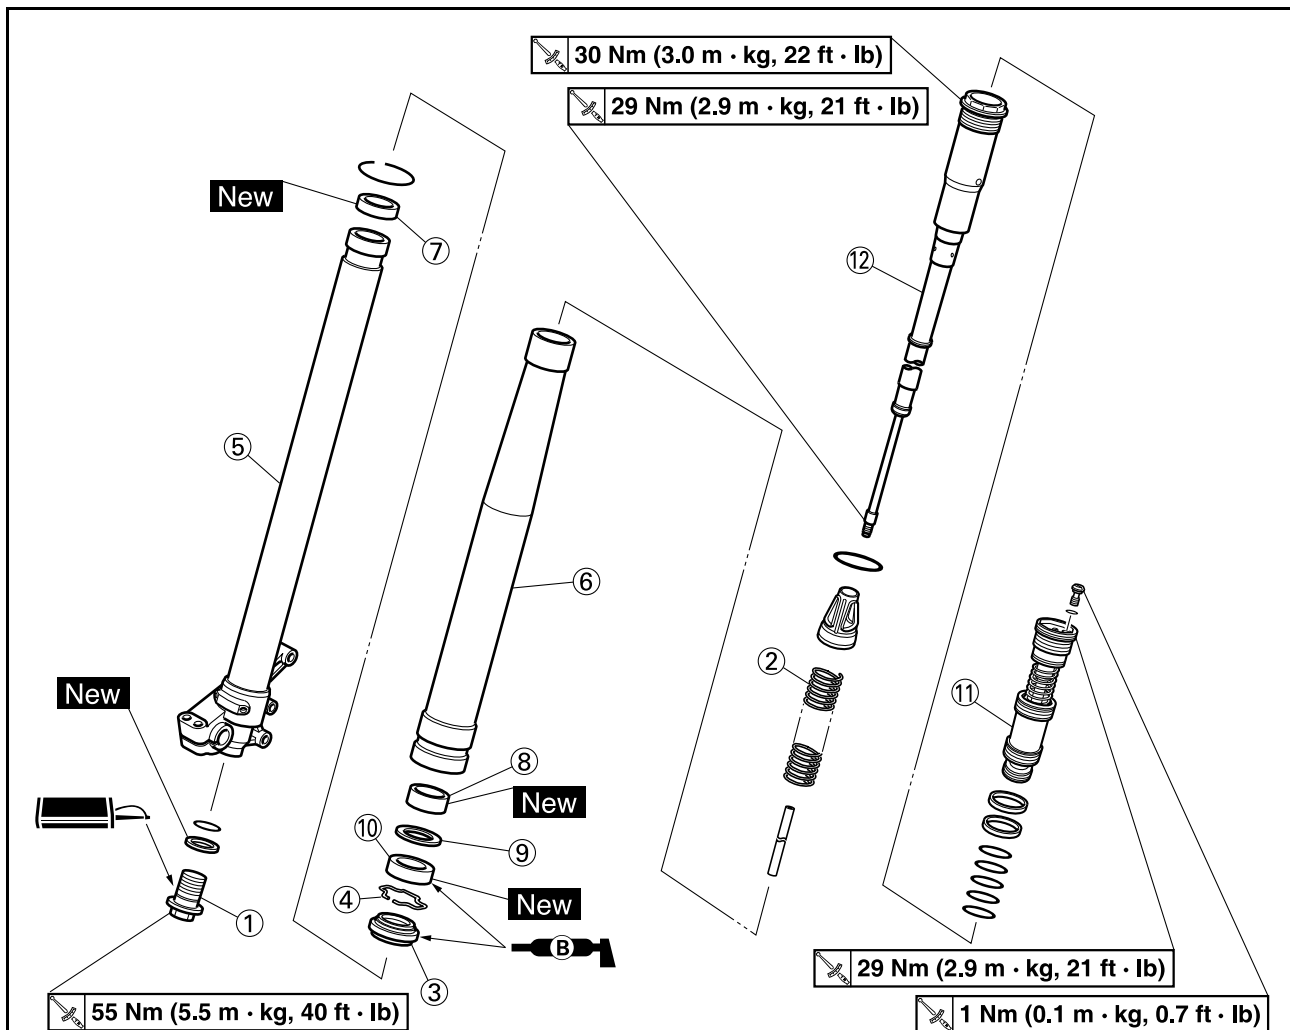 30 Nm (3.0 m · kg, 22 ft · lb)
29 Nm (2.9 m · kg, 21 ft · lb)
New
⑦
⑫
⑤
⑥
②
New
⑪
⑧
New
⑩
⑨
④
New
①
B
③
29 Nm (2.9 m · kg, 21 ft · lb)
55 Nm (5.5 m · kg, 40 ft · lb)
1 Nm (0.1 m · kg, 0.7 ft · lb)